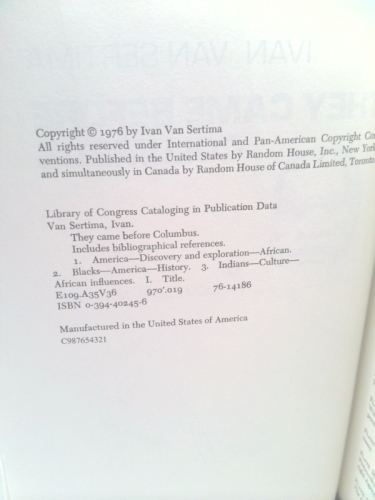 Copyright © 1976 by Ivan Van Sertima
All rights reserved under International and Pan-American Copyright Con
ventions. Published in the United States by Random House, Inc., New York
and simultaneously in Canada by Random House of Canada Limited, Toronto
Library of Congress Cataloging in Publication Data
Van Sertima, Ivan.
They came before Columbus.
Includes bibliographical references.
1. America—Discovery and exploration—African.
2. Blacks—America—History. 3. Indians—Culture—
African influences. I. Title.
E109.A35V36 970'.019 76-14186
ISBN 0-394-40245-6
Manufactured in the United States of America
C987654321